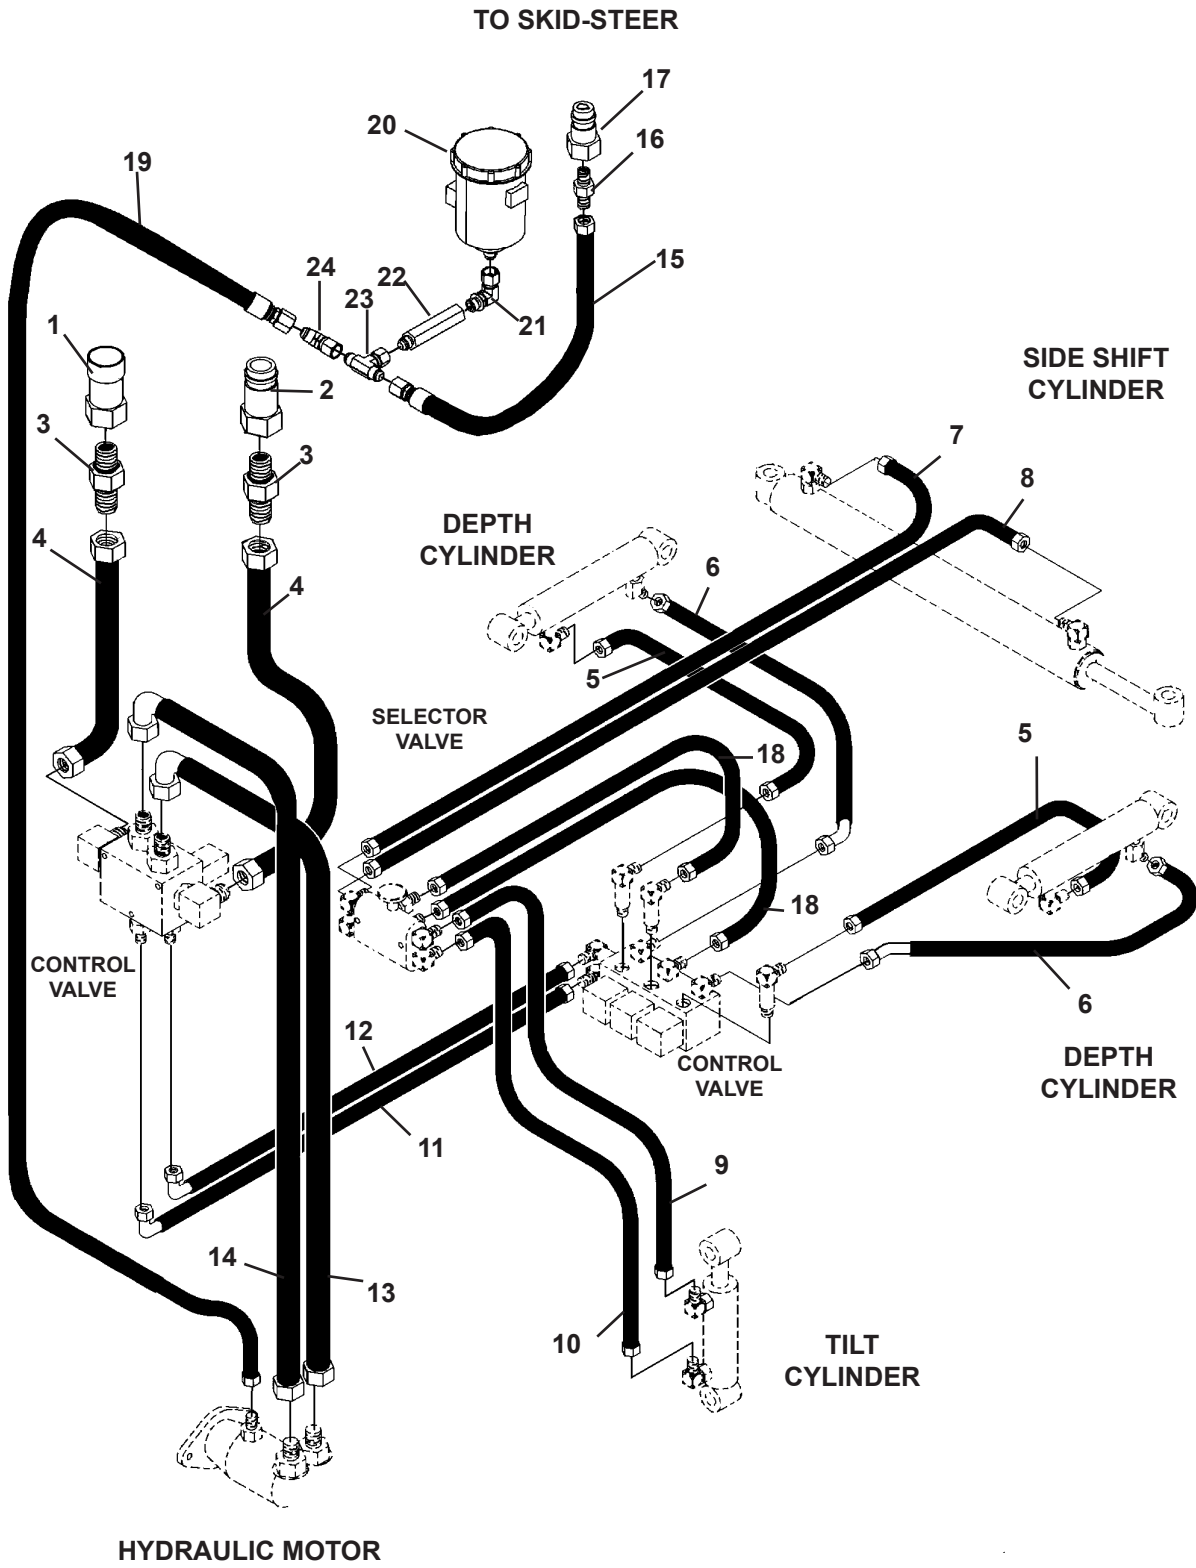 TO SKID-STEER
17
20
16
19
15
24
22
23
21
1
2
SIDE SHIFT
CYLINDER
3
3
7
8
DEPTH
CYLINDER
4
4
6
5
SELECTOR
VALVE
18
5
18
CONTROL
VALVE
6
12
CONTROL
VALVE
DEPTH
CYLINDER
11
9
14
13
10
TILT
CYLINDER
HYDRAULIC MOTOR